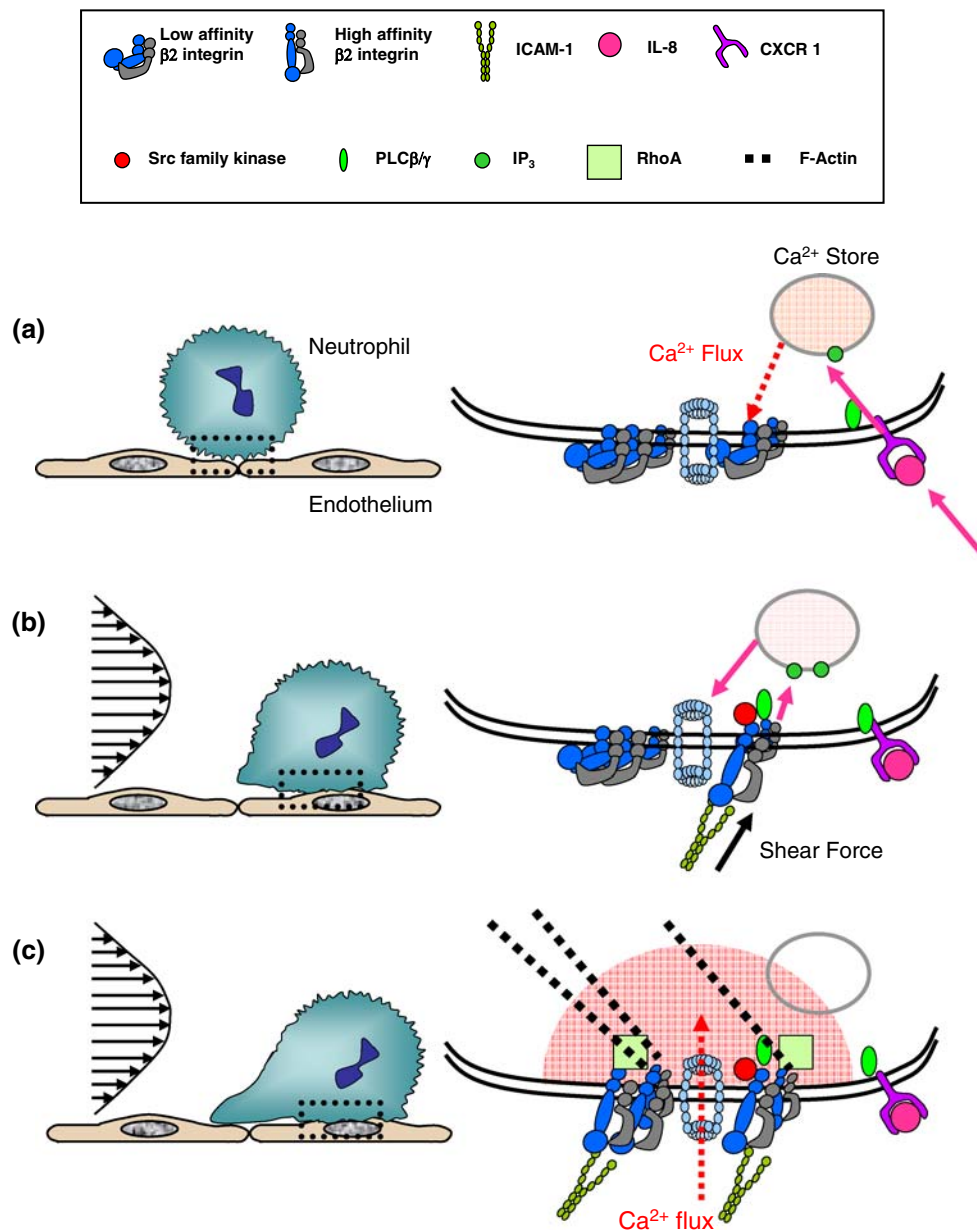 Low affinity
β2 integrin
High affinity
β2 integrin
ICAM-1
IL-8
CXCR 1
Src family kinase
PLCβ/γ
IP₃
RhoA
F-Actin
(a)
Neutrophil
Endothelium
Ca²⁺ Store
Ca²⁺ Flux
(b)
Shear Force
(c)
Ca²⁺ flux